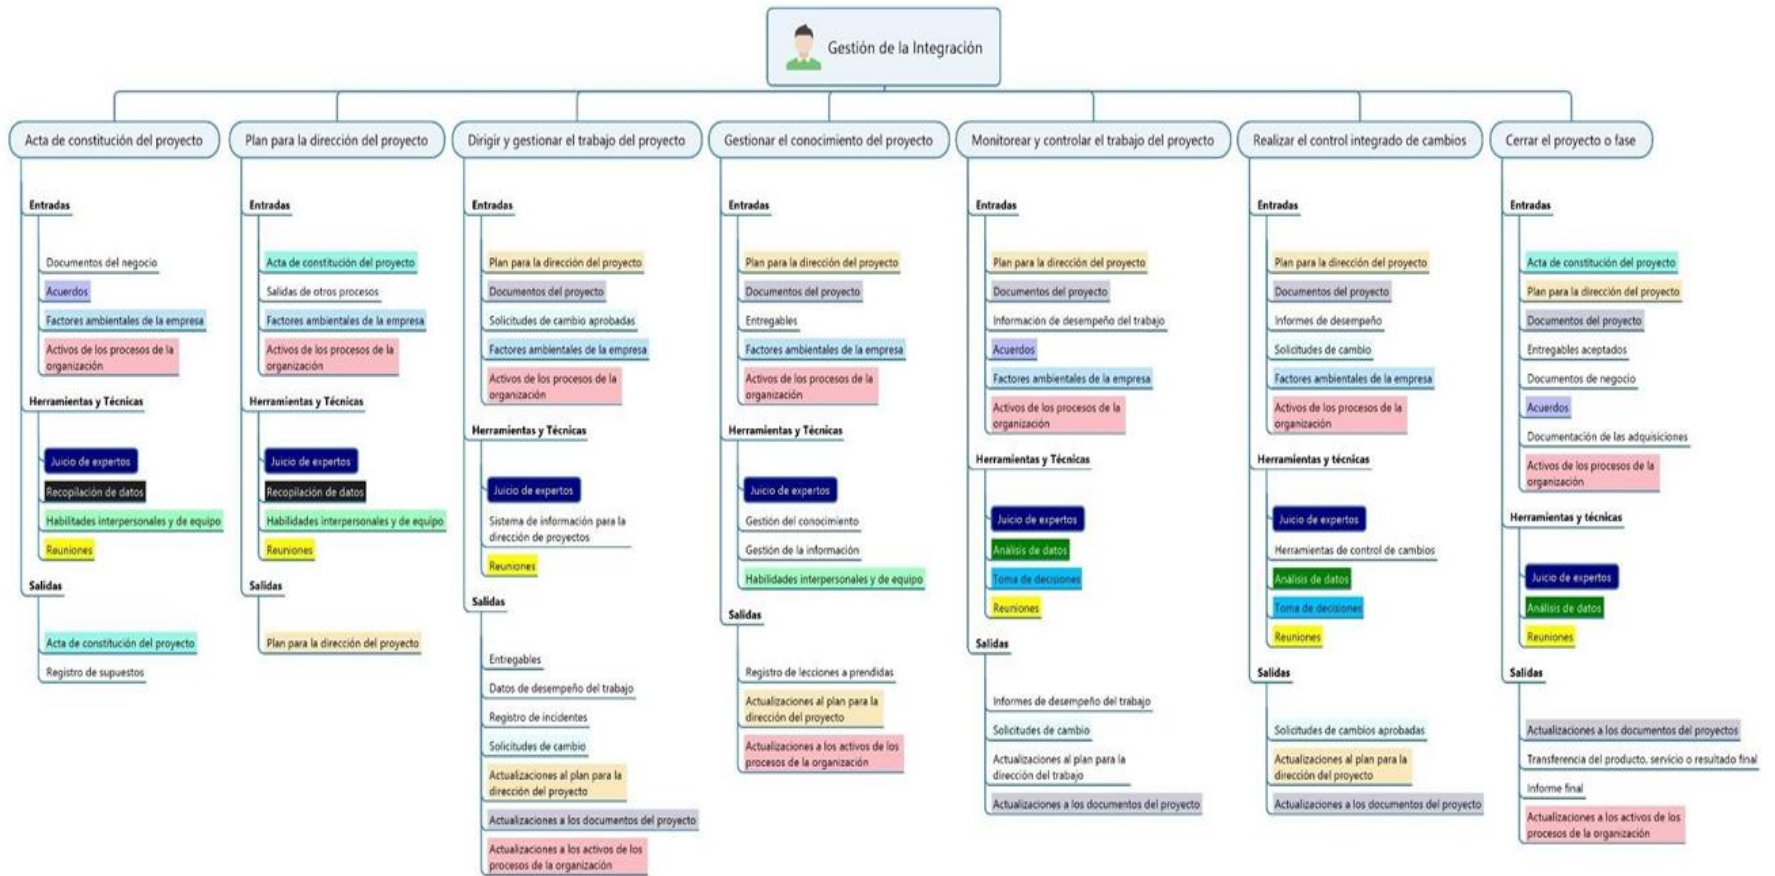 Gestión de la Integración
Acta de constitución del proyecto
Entradas
Documentos del negocio
Acuerdos
Factores ambientales de la empresa
Activos de los procesos de la
organización
Herramientas y Técnicas
Juicio de expertos
Recopilación de datos
Habilitades interpersonales y de equipo
Reuniones
Salidas
Acta de constitución del proyecto
Registro de supuestos
Plan para la dirección del proyecto
Entradas
Acta de constitución del proyecto
Salidas de otros procesos
Factores ambientales de la empresa
Activos de los procesos de la
organización
Herramientas y Técnicas
Juicio de expertos
Recopilación de datos
Habilidades interpersonales y de equipo
Reuniones
Salidas
Plan para la dirección del proyecto
Dirigir y gestionar el trabajo del proyecto
Entradas
Plan para la dirección del proyecto
Documentos del proyecto
Solicitudes de cambio aprobadas
Factores ambientales de la empresa
Activos de los procesos de la
organización
Herramientas y Técnicas
Juicio de expertos
Sistema de información para la
dirección de proyectos
Reuniones
Salidas
Entregables
Datos de desempeño del trabajo
Registro de incidentes
Solicitudes de cambio
Actualizaciones al plan para la
dirección del proyecto
Actualizaciones a los documentos del proyecto
Actualizaciones a los activos de los
procesos de la organización
Gestionar el conocimiento del proyecto
Entradas
Plan para la dirección del proyecto
Documentos del proyecto
Entregables
Factores ambientales de la empresa
Activos de los procesos de la
organización
Herramientas y Técnicas
Juicio de expertos
Gestión del conocimiento
Gestión de la información
Habilidades interpersonales y de equipo
Salidas
Registro de lecciones a prendidas
Actualizaciones al plan para la
dirección del proyecto
Actualizaciones a los activos de los
procesos de la organización
Monitorear y controlar el trabajo del proyecto
Entradas
Plan para la dirección del proyecto
Documentos del proyecto
Información de desempeño del trabajo
Acuerdos
Factores ambientales de la empresa
Activos de los procesos de la
organización
Herramientas y Técnicas
Juicio de expertos
Análisis de datos
Toma de decisiones
Reuniones
Salidas
Informes de desempeño del trabajo
Solicitudes de cambio
Actualizaciones al plan para la
dirección del trabajo
Actualizaciones a los documentos del proyecto
Realizar el control integrado de cambios
Entradas
Plan para la dirección del proyecto
Documentos del proyecto
Informes de desempeño
Solicitudes de cambio
Factores ambientales de la empresa
Activos de los procesos de la
organización
Herramientas y técnicas
Juicio de expertos
Herramientas de control de cambios
Análisis de datos
Toma de decisiones
Reuniones
Salidas
Solicitudes de cambios aprobadas
Actualizaciones al plan para la
dirección del proyecto
Actualizaciones a los documentos del proyecto
Cerrar el proyecto o fase
Entradas
Acta de constitución del proyecto
Plan para la dirección del proyecto
Documentos del proyecto
Entregables aceptados
Documentos de negocio
Acuerdos
Documentación de las adquisiciones
Activos de los procesos de la
organización
Herramientas y técnicas
Juicio de expertos
Análisis de datos
Reuniones
Salidas
Actualizaciones a los documentos del proyectos
Transferencia del producto, servicio o resultado final
Informe final
Actualizaciones a los activos de los
procesos de la organización